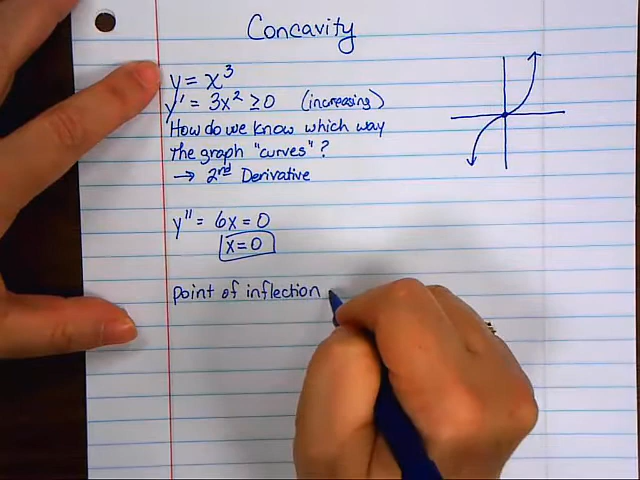 Concavity
y = x³
y' = 3x² ≥ 0 (increasing)
How do we know which way
the graph "curves"?
→ 2nd Derivative
y" = 6x = 0
x = 0
point of inflection